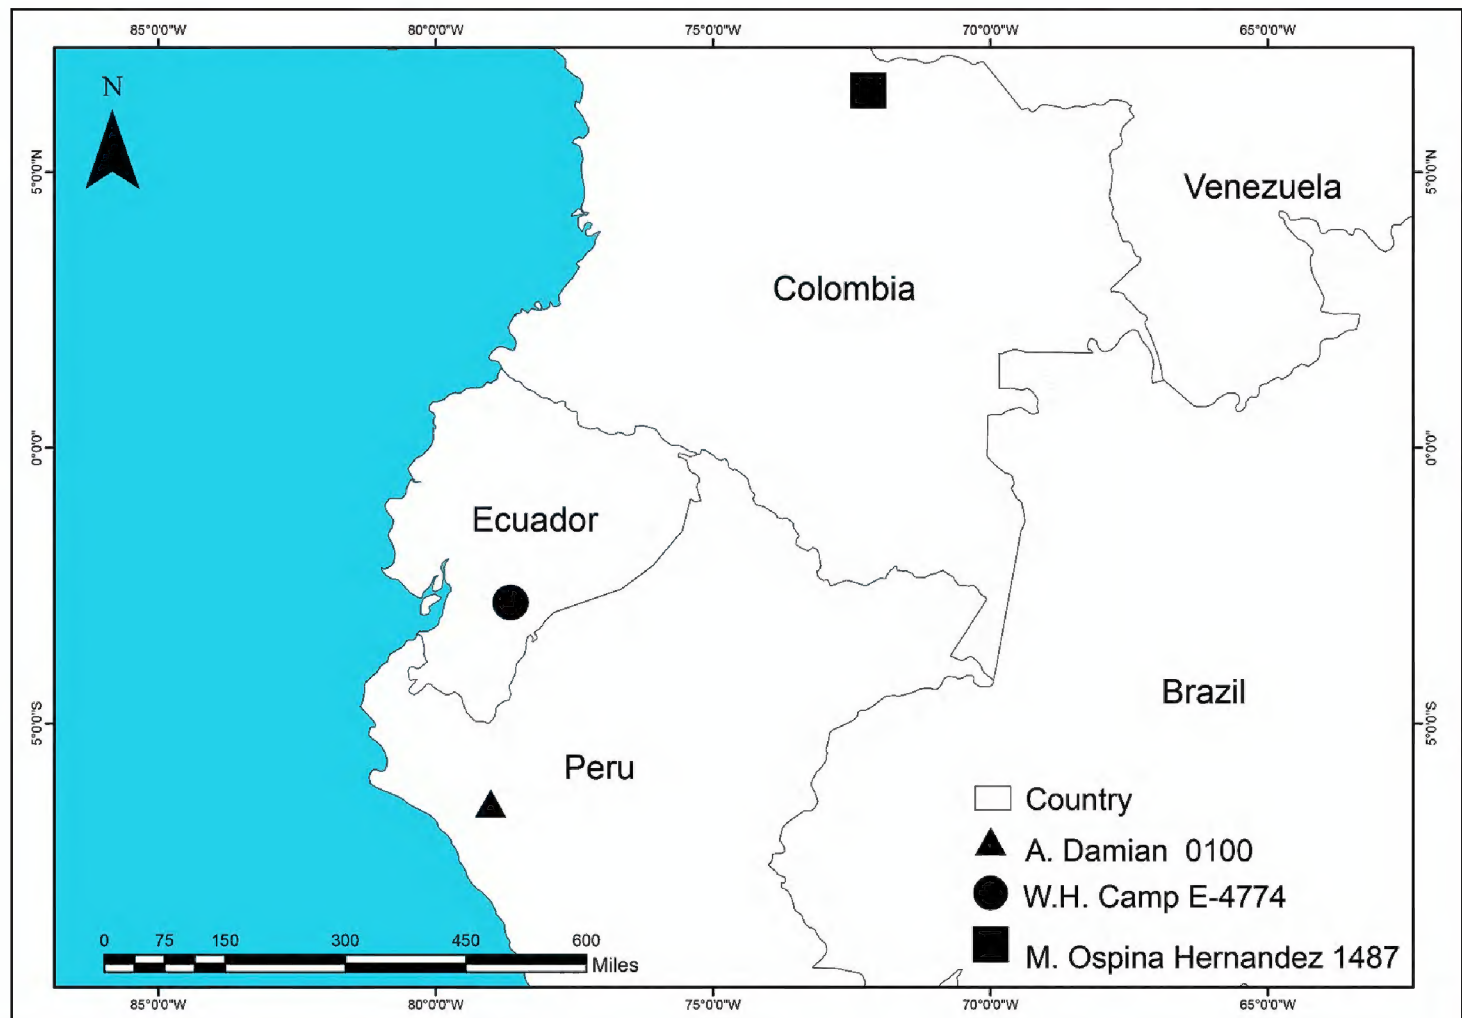 85°0'0"W 80°0'0"W 75°0'0"W 70°0'0"W 65°0'0"W
N
5°0'0"N 5°0'0"N
Venezuela
Colombia
0°0'0" 0°0'0"
Ecuador
Brazil
5°0'0"S 5°0'0"S
Peru
Country
A. Damian 0100
W.H. Camp E-4774
M. Ospina Hernandez 1487
0 75 150 300 450 600
Miles
85°0'0"W 80°0'0"W 75°0'0"W 70°0'0"W 65°0'0"W